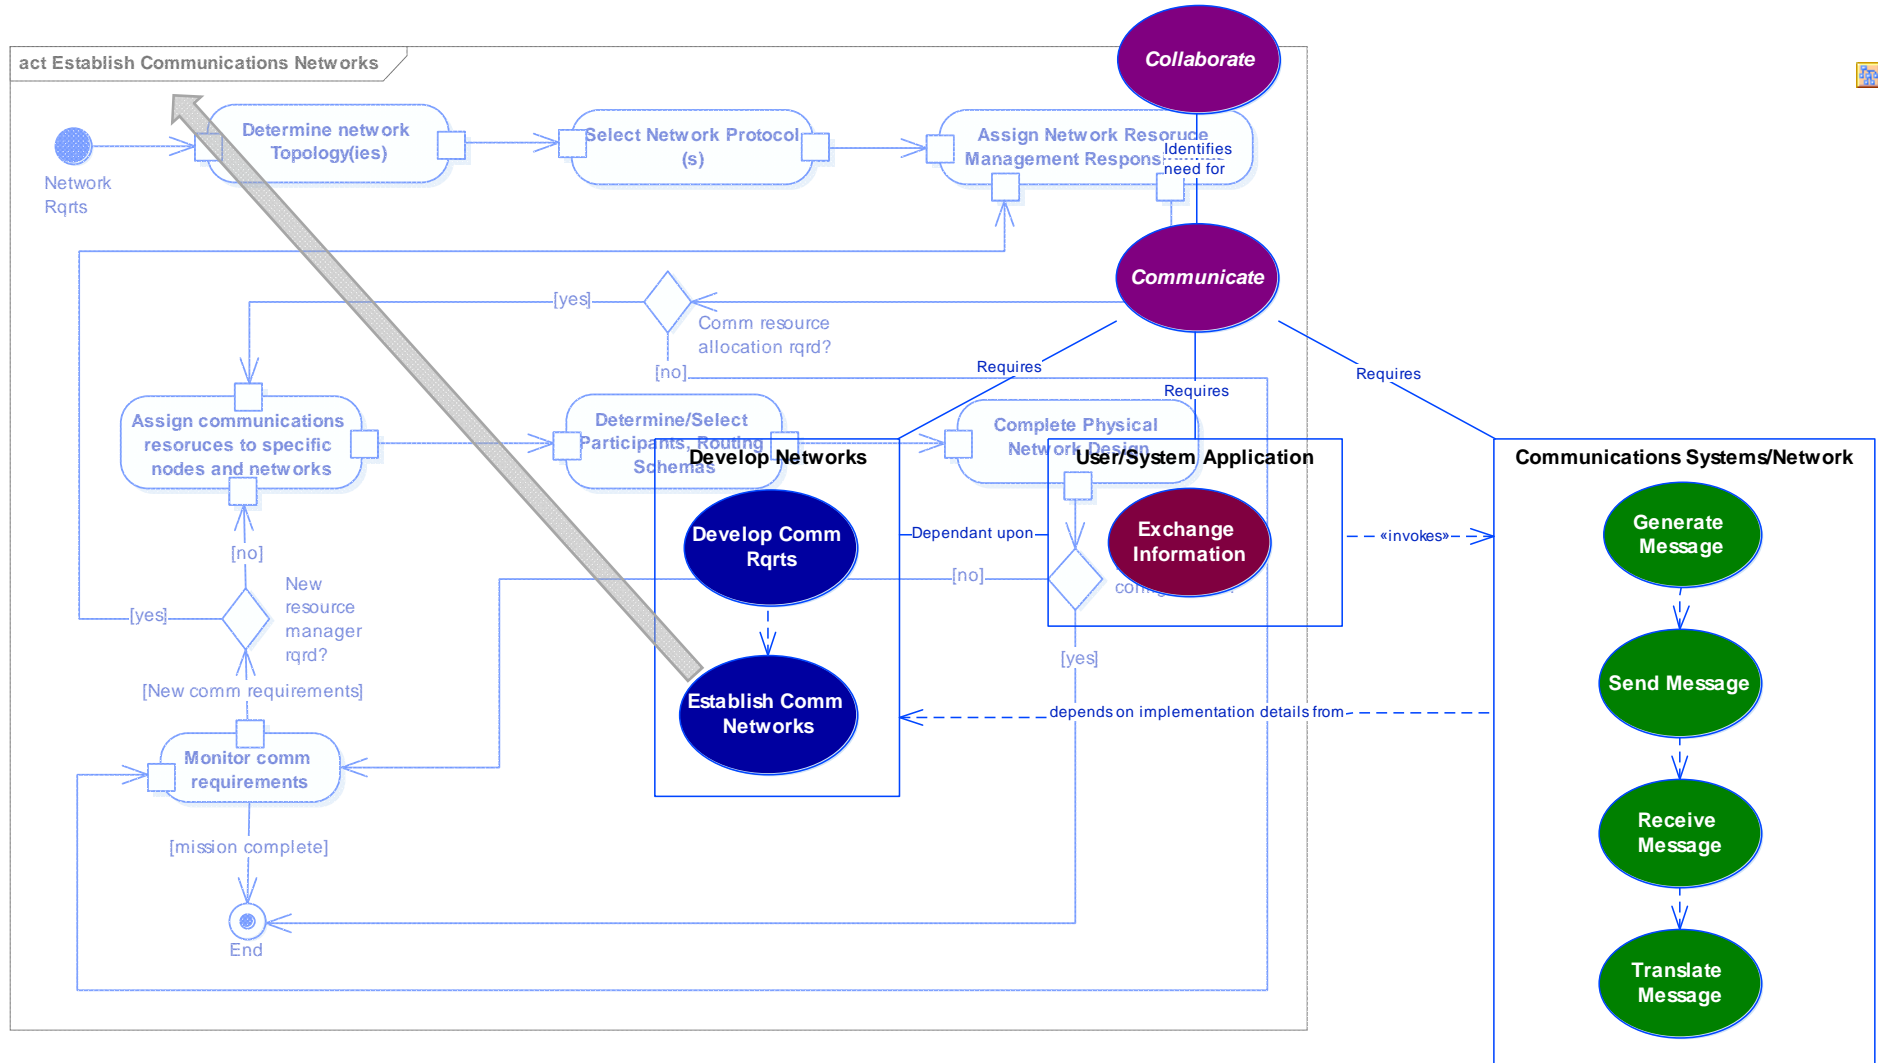 Collaborate
act Establish Communications Networks
Determine network
Topology(ies)
Select Network Protocol
(s)
Assign Network Resoruce
Management Respons
Identifies
need for
Network
Rqrts
Communicate
[yes]
Comm resource
allocation rqrd?
[no]
Requires
Requires
Requires
Assign communications
resoruces to specific
nodes and networks
Determine/Select
Participants, Routing
Schemas
Complete Physical
Network Design
Develop Networks
User/System Application
Communications Systems/Network
Develop Comm
Rqrts
Dependant upon
Exchange
Information
«invokes»
Generate
Message
[no]
[no]
New
resource
manager
rqrd?
[yes]
[yes]
[New comm requirements]
Establish Comm
Networks
depends on implementation details from
Send Message
Monitor comm
requirements
[mission complete]
Receive
Message
End
Translate
Message